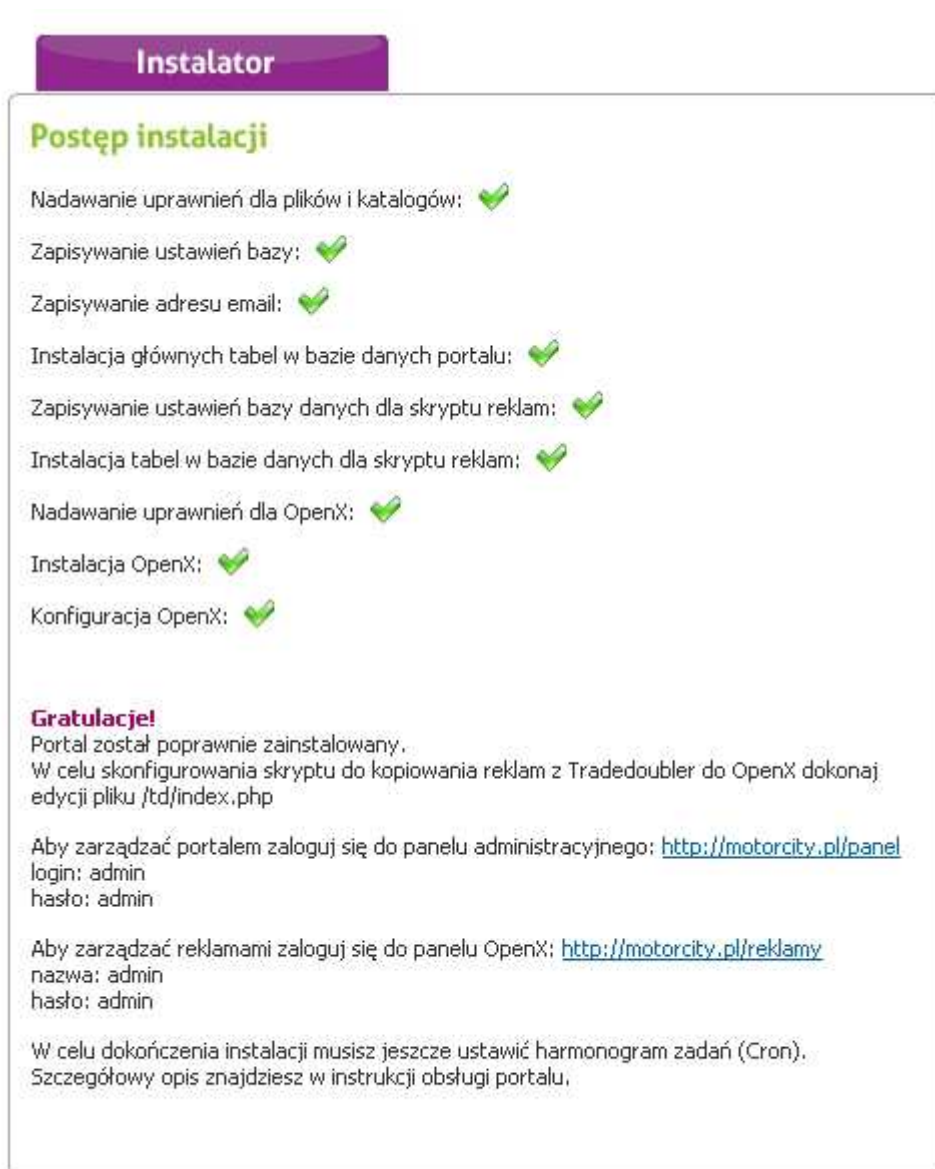 Instalator
Postęp instalacji
Nadawanie uprawnień dla plików i katalogów:
Zapisywanie ustawień bazy:
Zapisywanie adresu email:
Instalacja głównych tabel w bazie danych portalu:
Zapisywanie ustawień bazy danych dla skryptu reklam:
Instalacja tabel w bazie danych dla skryptu reklam:
Nadawanie uprawnień dla OpenX:
Instalacja OpenX:
Konfiguracja OpenX:
Gratulacje!
Portal został poprawnie zainstalowany.
W celu skonfigurowania skryptu do kopiowania reklam z Tradedoubler do OpenX dokonaj
edycji pliku /td/index.php
Aby zarządzać portalem zaloguj się do panelu administracyjnego: http://motorcity.pl/panel
login: admin
hasło: admin
Aby zarządzać reklamami zaloguj się do panelu OpenX: http://motorcity.pl/reklamy
nazwa: admin
hasło: admin
W celu dokończenia instalacji musisz jeszcze ustawić harmonogram zadań (Cron).
Szczegółowy opis znajdziesz w instrukcji obsługi portalu.